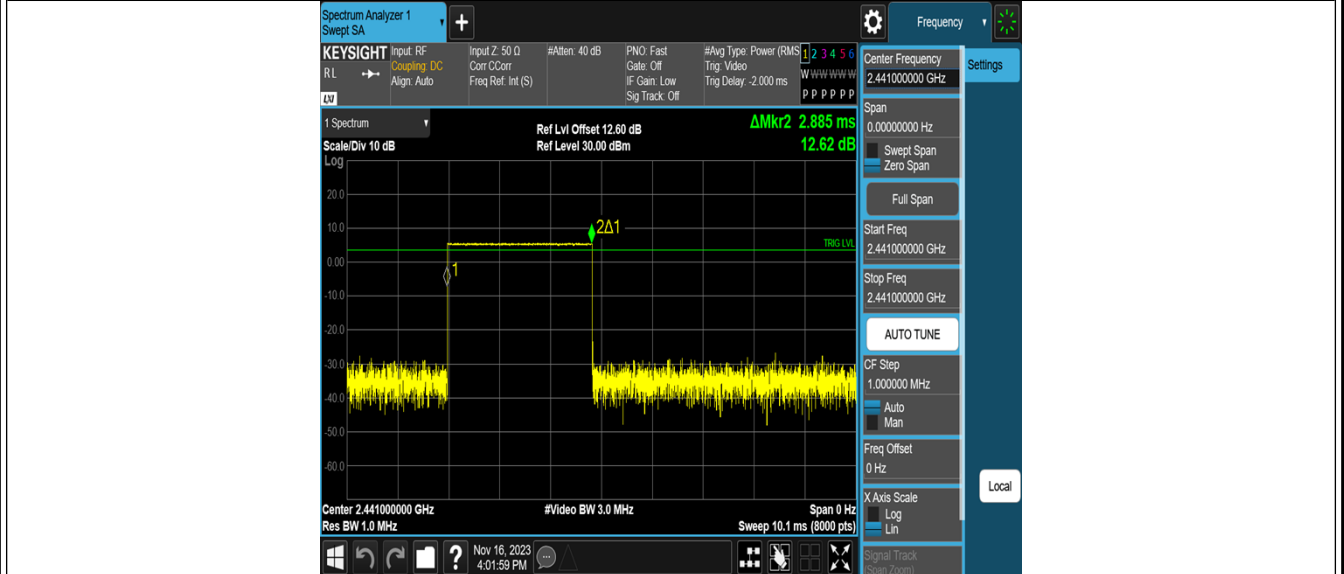 Spectrum Analyzer 1
Swept SA
Frequency
KEYSIGHT
RL
LXI
Input: RF
Coupling: DC
Align: Auto
Input Z: 50 Ω
Corr CCorr
Freq Ref: Int (S)
#Atten: 40 dB
PNO: Fast
Gate: Off
IF Gain: Low
Sig Track: Off
#Avg Type: Power (RMS
Trig: Video
Trig Delay: -2.000 ms
1 2 3 4 5 6
W W W W W W
P P P P P P
1 Spectrum
Scale/Div 10 dB
Log
Ref Lvl Offset 12.60 dB
Ref Level 30.00 dBm
ΔMkr2 2.885 ms
12.62 dB
20.0
10.0
0.00
-10.0
-20.0
-30.0
-40.0
-50.0
-60.0
2Δ1
1
TRIG LVL
Center 2.441000000 GHz
Res BW 1.0 MHz
#Video BW 3.0 MHz
Span 0 Hz
Sweep 10.1 ms (8000 pts)
Nov 16, 2023
4:01:59 PM
Center Frequency
2.441000000 GHz
Span
0.00000000 Hz
Swept Span
Zero Span
Full Span
Start Freq
2.441000000 GHz
Stop Freq
2.441000000 GHz
AUTO TUNE
CF Step
1.000000 MHz
Auto
Man
Freq Offset
0 Hz
X Axis Scale
Log
Lin
Signal Track
(Span Zoom)
Settings
Local